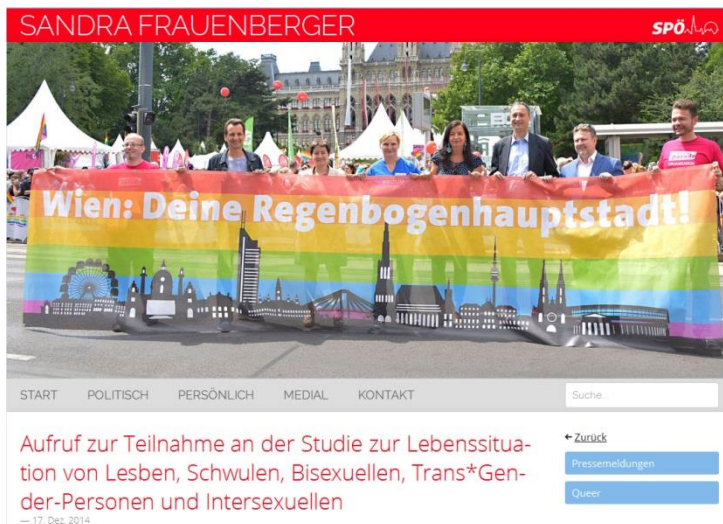 SANDRA FRAUENBERGER
SPÖ
Wien: Deine Regenbogenhauptstadt!
START POLITISCH PERSÖNLICH MEDIAL KONTAKT
Suche...
Aufruf zur Teilnahme an der Studie zur Lebenssitua-
tion von Lesben, Schwulen, Bisexuellen, Trans*Gen-
der-Personen und Intersexuellen
— 17. Dez. 2014
← Zurück
Pressemeldungen
Queer